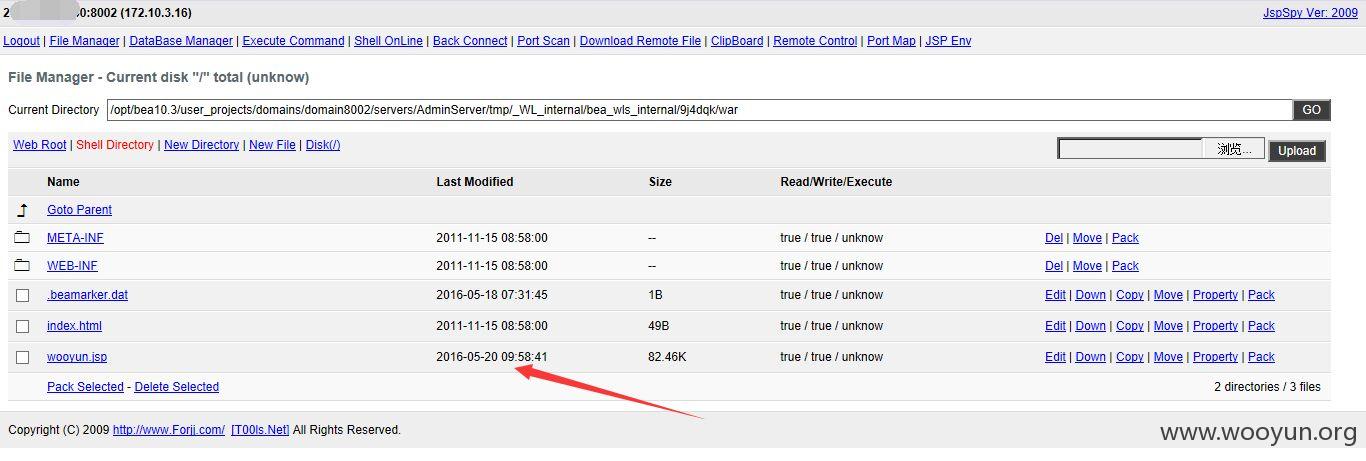 2 0:8002 (172.10.3.16) JspSpy Ver: 2009
Logout | File Manager | DataBase Manager | Execute Command | Shell OnLine | Back Connect | Port Scan | Download Remote File | ClipBoard | Remote Control | Port Map | JSP Env
File Manager - Current disk "/" total (unknow)
Current Directory /opt/bea10.3/user_projects/domains/domain8002/servers/AdminServer/tmp/_WL_internal/bea_wls_internal/9j4dqk/war GO
Web Root | Shell Directory | New Directory | New File | Disk(/) 浏览... Upload
Name Last Modified Size Read/Write/Execute
Goto Parent
META-INF 2011-11-15 08:58:00 -- true / true / unknow Del | Move | Pack
WEB-INF 2011-11-15 08:58:00 -- true / true / unknow Del | Move | Pack
.beamarker.dat 2016-05-18 07:31:45 1B true / true / unknow Edit | Down | Copy | Move | Property | Pack
index.html 2011-11-15 08:58:00 49B true / true / unknow Edit | Down | Copy | Move | Property | Pack
wooyun.jsp 2016-05-20 09:58:41 82.46K true / true / unknow Edit | Down | Copy | Move | Property | Pack
Pack Selected - Delete Selected 2 directories / 3 files
Copyright (C) 2009 http://www.Forjj.com/ [T00ls.Net] All Rights Reserved.
www.wooyun.org